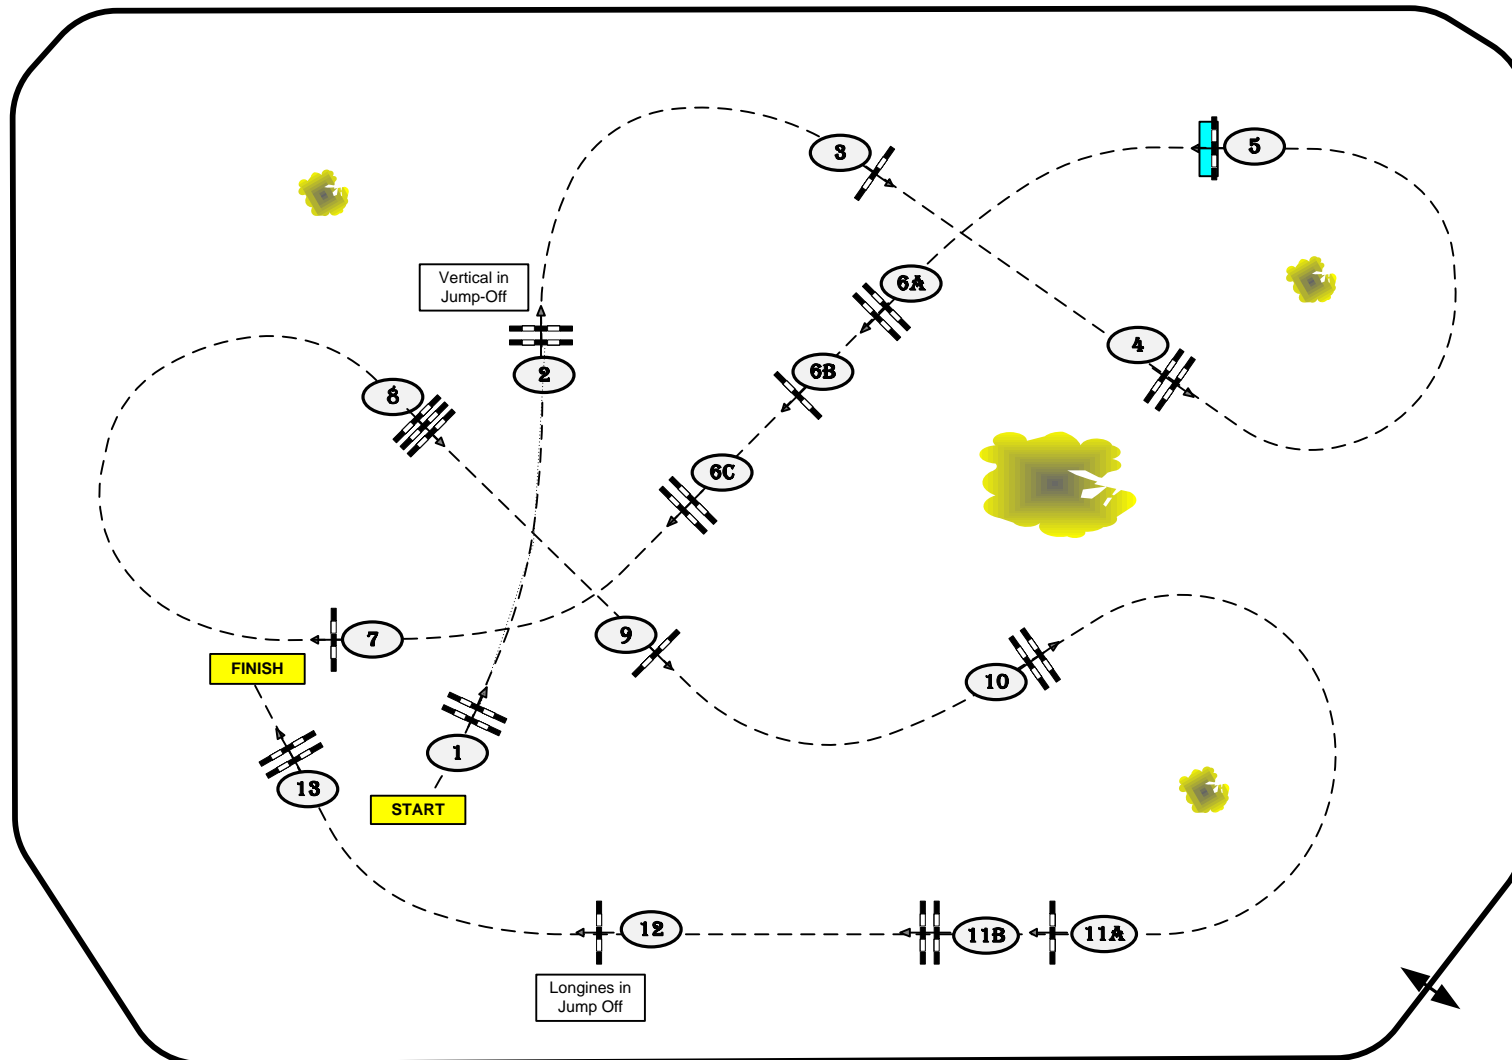 3
5
Vertical in
Jump-Off
6A
4
2
6B
8
6C
9
7
FINISH
10
1
13
START
12
11B
11A
Longines in
Jump Off